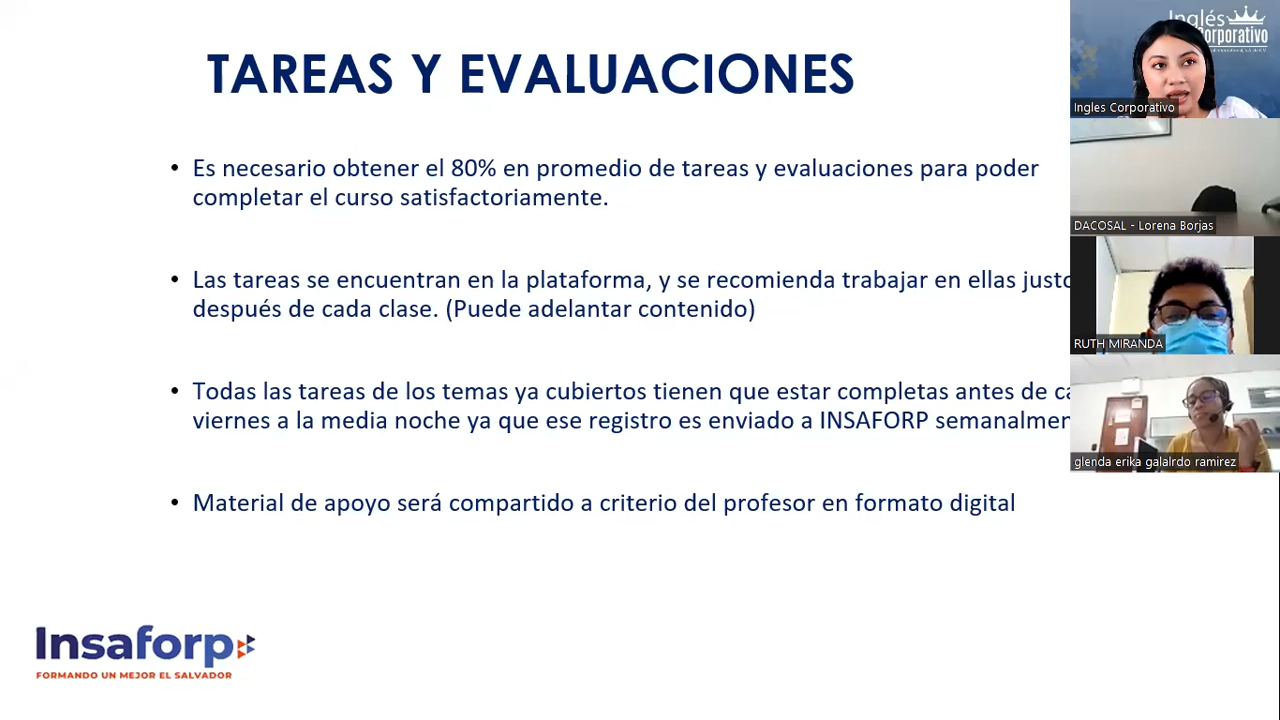 TAREAS Y EVALUACIONES
• Es necesario obtener el 80% en promedio de tareas y evaluaciones para poder
completar el curso satisfactoriamente.
• Las tareas se encuentran en la plataforma, y se recomienda trabajar en ellas justo
después de cada clase. (Puede adelantar contenido)
• Todas las tareas de los temas ya cubiertos tienen que estar completas antes de
viernes a la media noche ya que ese registro es enviado a INSAFORP
• Material de apoyo será compartido a criterio del profesor en formato digital
Insaforp
FORMANDO UN MEJOR EL SALVADOR
Inglés
Corporativo
Ingles Corporativo
DACOSAL - Lorena Borjas
RUTH MIRANDA
glenda erika galalrdo ramirez